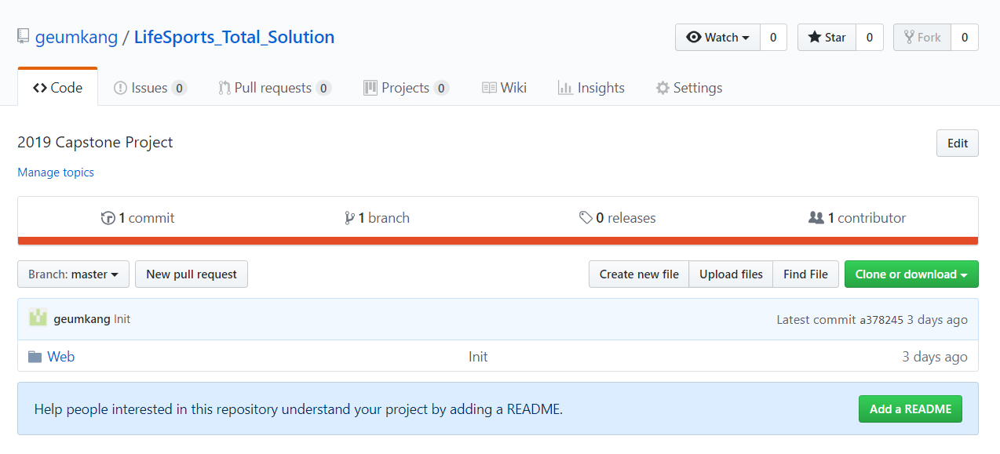 geumkang / LifeSports_Total_Solution Watch 0 Star 0 Fork 0
Code Issues 0 Pull requests 0 Projects 0 Wiki Insights Settings
2019 Capstone Project Edit
Manage topics
1 commit 1 branch 0 releases 1 contributor
Branch: master New pull request Create new file Upload files Find File Clone or download
geumkang Init Latest commit a378245 3 days ago
Web Init 3 days ago
Help people interested in this repository understand your project by adding a README. Add a README